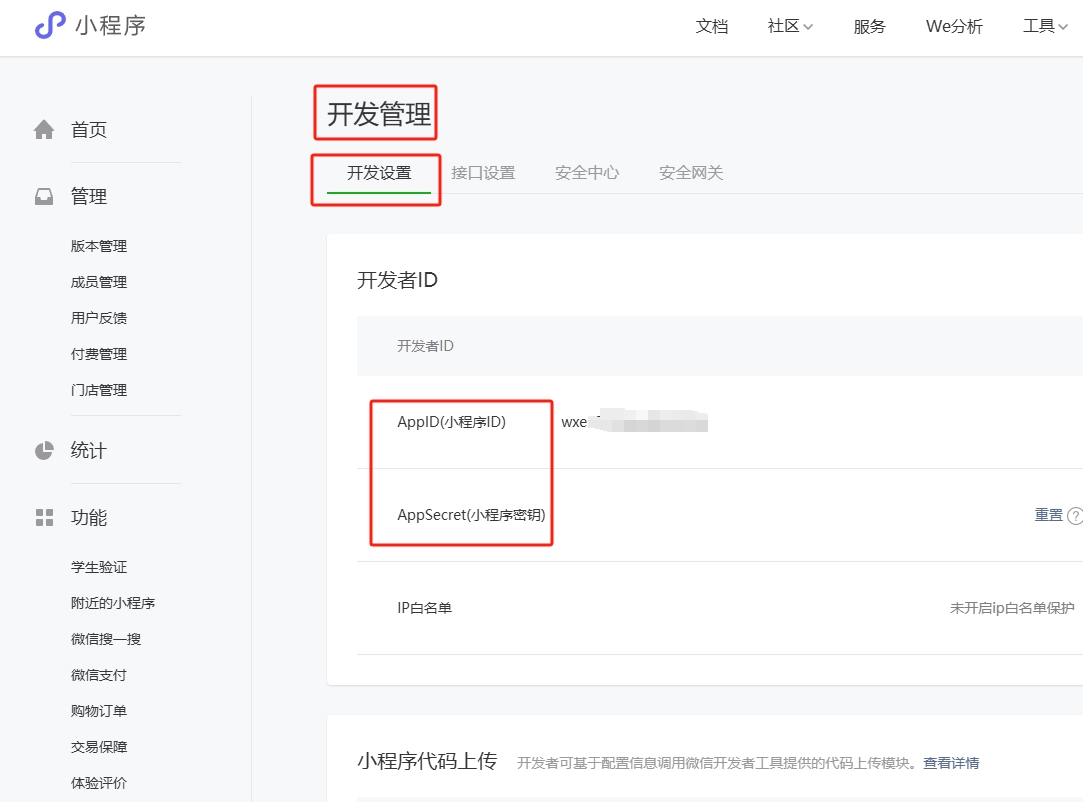 小程序
文档 社区 服务 We分析 工具
首页
管理
版本管理
成员管理
用户反馈
付费管理
门店管理
统计
功能
学生验证
附近的小程序
微信搜一搜
微信支付
购物订单
交易保障
体验评价
开发管理
开发设置 接口设置 安全中心 安全网关
开发者ID
开发者ID
AppID(小程序ID) wxe
AppSecret(小程序密钥) 重置 ?
IP白名单 未开启ip白名单保护
小程序代码上传 开发者可基于配置信息调用微信开发者工具提供的代码上传模块。查看详情